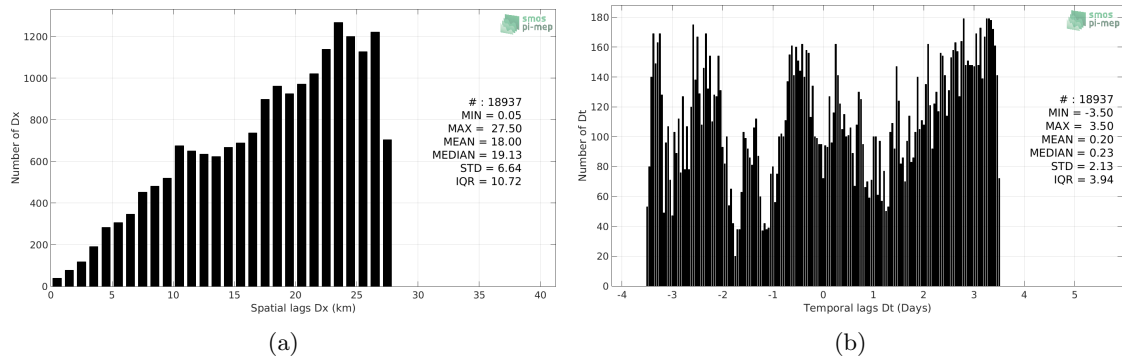 smos
pi-mep
1200
1000
800
600
400
200
0
Number of Dx
# : 18937
MIN = 0.05
MAX = 27.50
MEAN = 18.00
MEDIAN = 19.13
STD = 6.64
IQR = 10.72
0 5 10 15 20 25 30 35 40
Spatial lags Dx (km)
(a)
smos
pi-mep
180
160
140
120
100
80
60
40
20
0
Number of Dt
# : 18937
MIN = -3.50
MAX = 3.50
MEAN = 0.20
MEDIAN = 0.23
STD = 2.13
IQR = 3.94
-4 -3 -2 -1 0 1 2 3 4 5
Temporal lags Dt (Days)
(b)